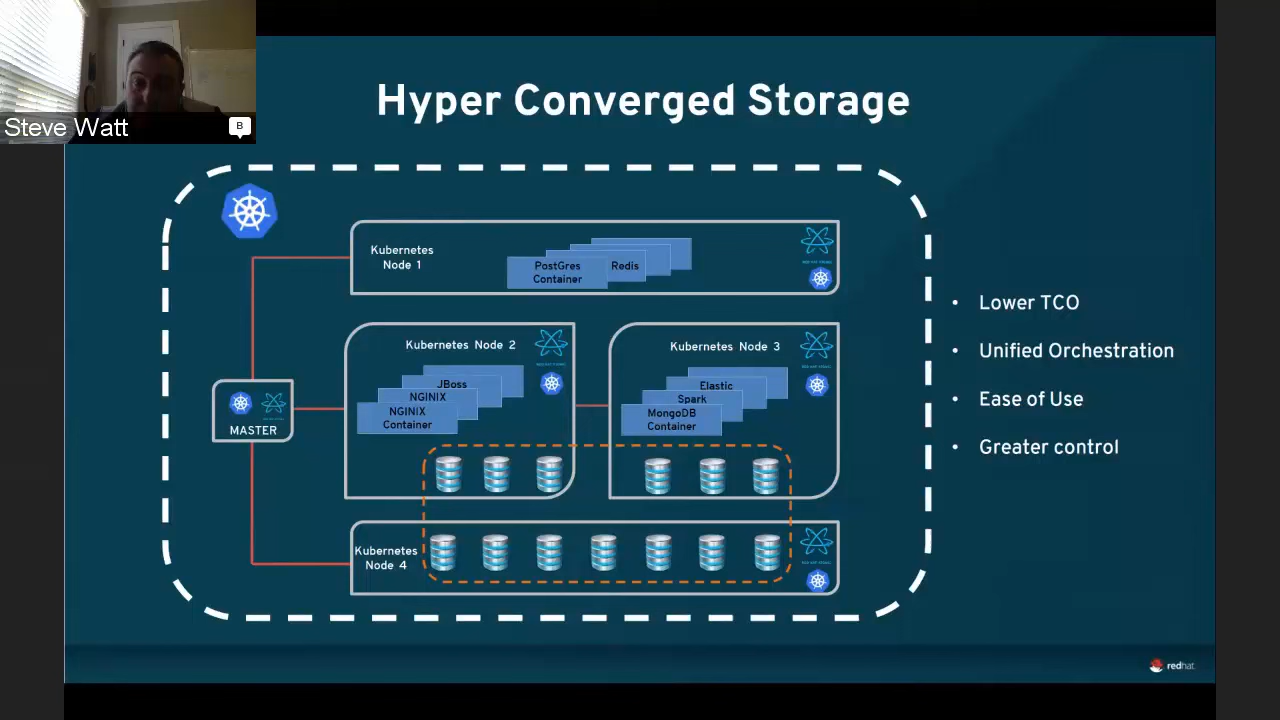 Steve Watt
B
Hyper Converged Storage
Kubernetes
Node 1
PostGres
Container
Redis
Kubernetes Node 2
JBoss
NGINIX
NGINIX
Container
Kubernetes Node 3
Elastic
Spark
MongoDB
Container
MASTER
Kubernetes
Node 4
• Lower TCO
• Unified Orchestration
• Ease of Use
• Greater control
redhat